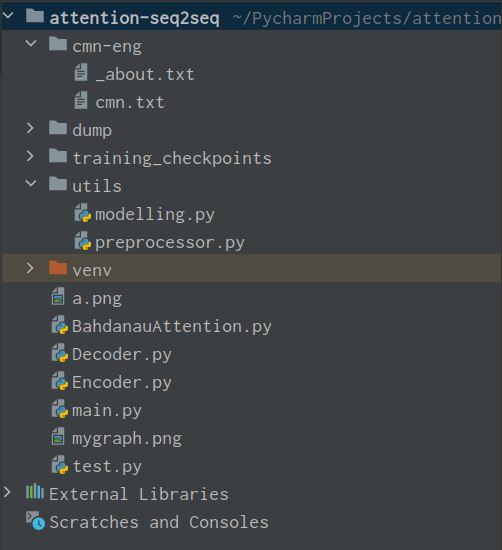 attention-seq2seq ~/PycharmProjects/attention
cmn-eng
_about.txt
cmn.txt
dump
training_checkpoints
utils
modelling.py
preprocessor.py
venv
a.png
BahdanauAttention.py
Decoder.py
Encoder.py
main.py
mygraph.png
test.py
External Libraries
Scratches and Consoles